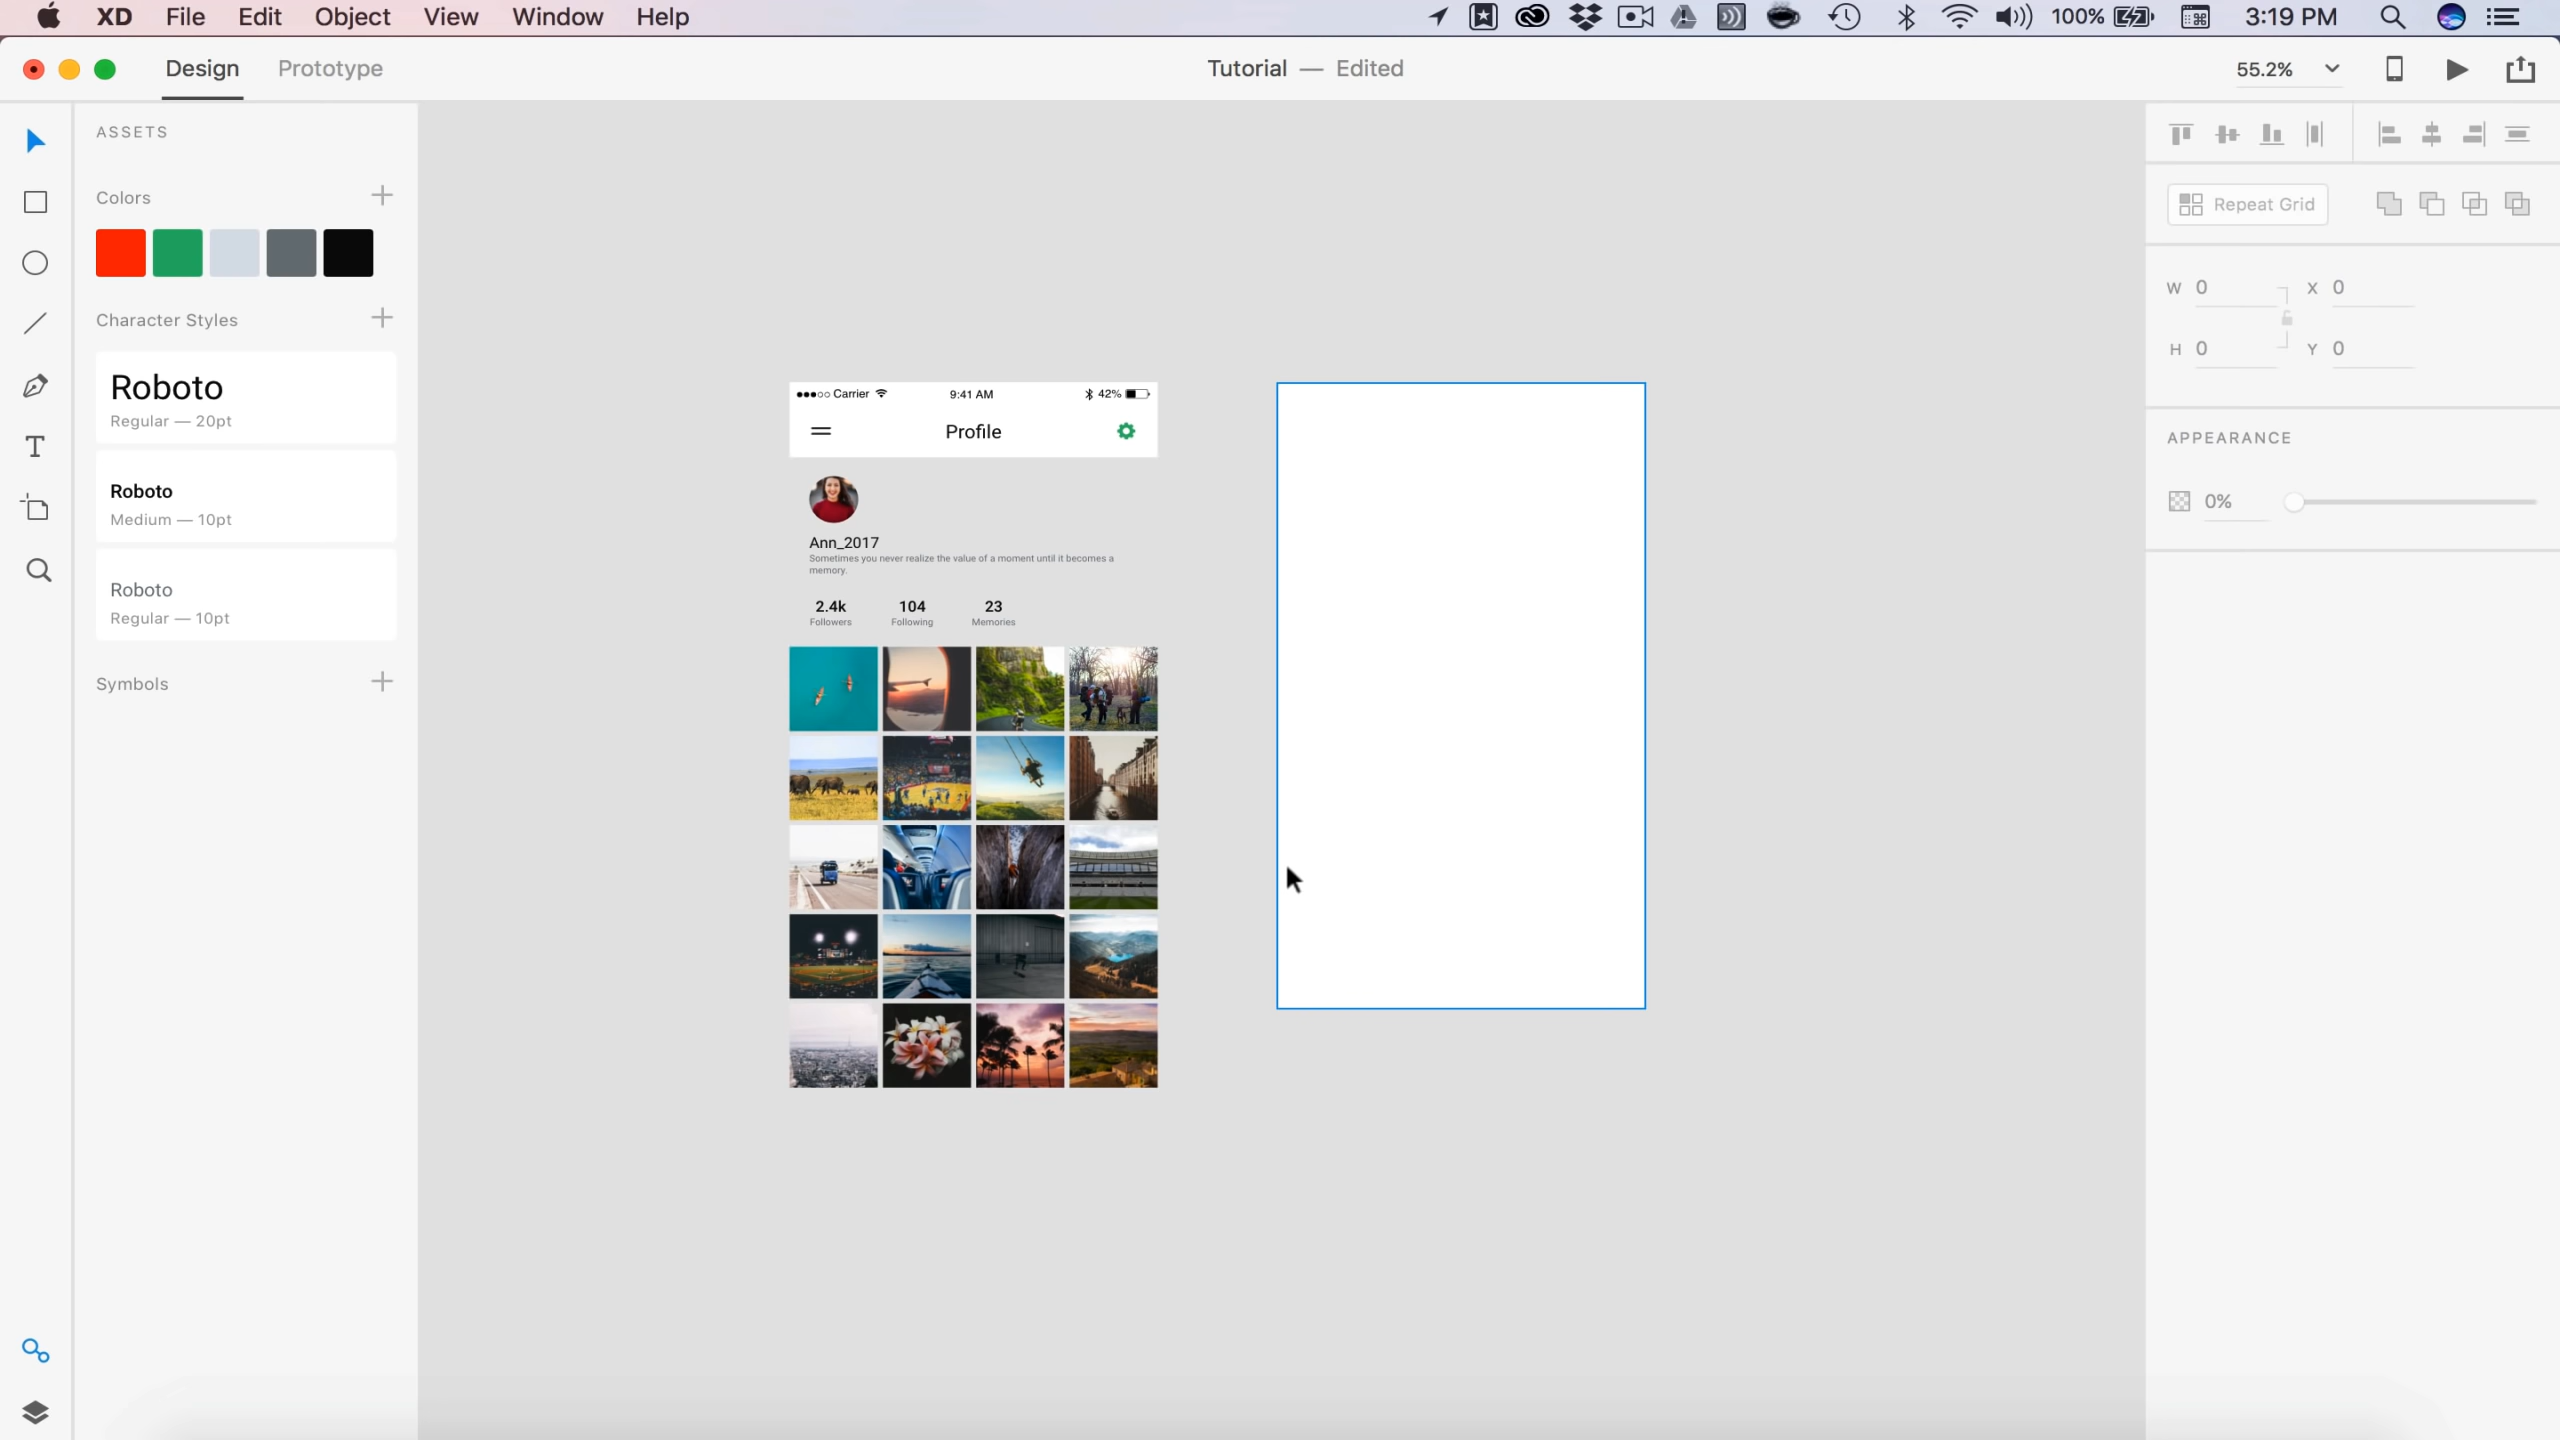 XD File Edit Object View Window Help 100% 3:19 PM
Design Prototype Tutorial — Edited 55.2%
ASSETS
Colors
Character Styles
Roboto
Regular — 20pt
Roboto
Medium — 10pt
Roboto
Regular — 10pt
Symbols
Carrier 9:41 AM 42%
Profile
Ann_2017
Sometimes you never realize the value of a moment until it becomes a
memory.
2.4k 104 23
Followers Following Memories
Repeat Grid
W 0 X 0
H 0 Y 0
APPEARANCE
0%